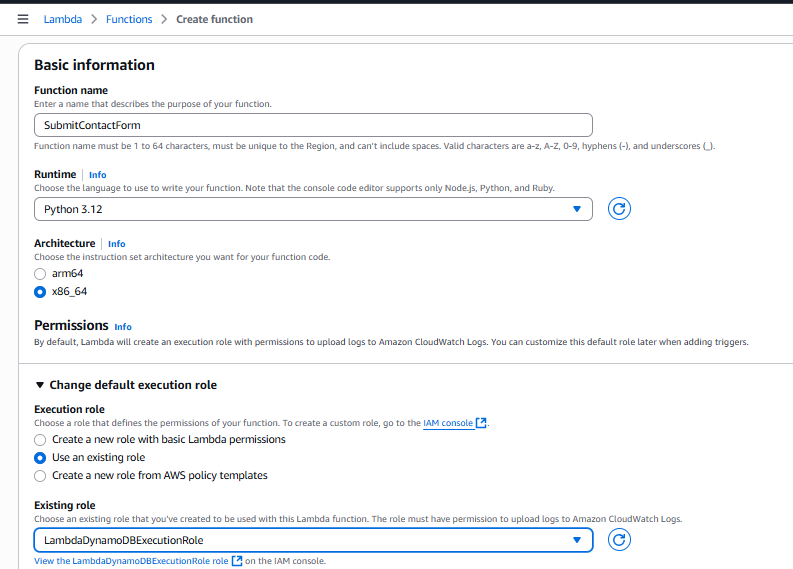 Lambda > Functions > Create function
Basic information
Function name
Enter a name that describes the purpose of your function.
SubmitContactForm
Function name must be 1 to 64 characters, must be unique to the Region, and can't include spaces. Valid characters are a-z, A-Z, 0-9, hyphens (-), and underscores (_).
Runtime | Info
Choose the language to use to write your function. Note that the console code editor supports only Node.js, Python, and Ruby.
Python 3.12
Architecture | Info
Choose the instruction set architecture you want for your function code.
arm64
x86_64
Permissions Info
By default, Lambda will create an execution role with permissions to upload logs to Amazon CloudWatch Logs. You can customize this default role later when adding triggers.
Change default execution role
Execution role
Choose a role that defines the permissions of your function. To create a custom role, go to the IAM console.
Create a new role with basic Lambda permissions
Use an existing role
Create a new role from AWS policy templates
Existing role
Choose an existing role that you've created to be used with this Lambda function. The role must have permission to upload logs to Amazon CloudWatch Logs.
LambdaDynamoDBExecutionRole
View the LambdaDynamoDBExecutionRole role on the IAM console.